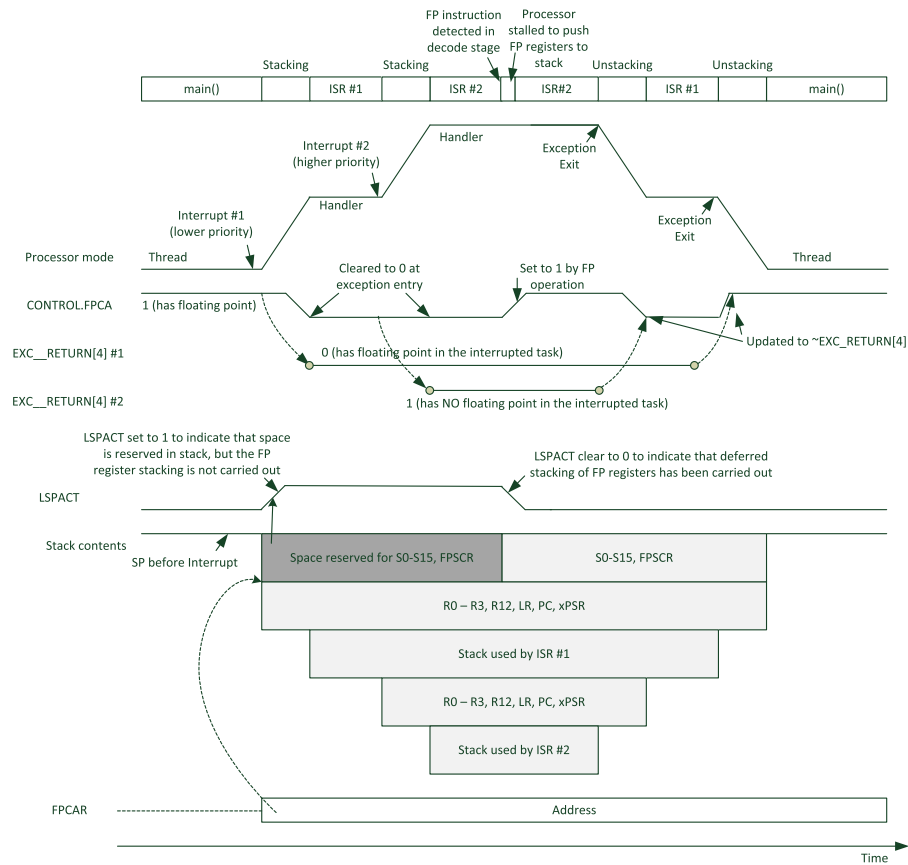 FP instruction
detected in
decode stage
Processor
stalled to push
FP registers to
stack
Stacking
Stacking
Unstacking
Unstacking
main()
ISR #1
ISR #2
ISR#2
ISR #1
main()
Interrupt #2
(higher priority)
Handler
Exception
Exit
Interrupt #1
(lower priority)
Handler
Exception
Exit
Processor mode
Thread
Thread
Cleared to 0 at
exception entry
Set to 1 by FP
operation
CONTROL.FPCA
1 (has floating point)
Updated to ~EXC_RETURN[4]
EXC__RETURN[4] #1
0 (has floating point in the interrupted task)
EXC__RETURN[4] #2
1 (has NO floating point in the interrupted task)
LSPACT set to 1 to indicate that space
is reserved in stack, but the FP
register stacking is not carried out
LSPACT clear to 0 to indicate that deferred
stacking of FP registers has been carried out
LSPACT
Stack contents
SP before Interrupt
Space reserved for S0-S15, FPSCR
S0-S15, FPSCR
R0 – R3, R12, LR, PC, xPSR
Stack used by ISR #1
R0 – R3, R12, LR, PC, xPSR
Stack used by ISR #2
FPCAR
Address
Time